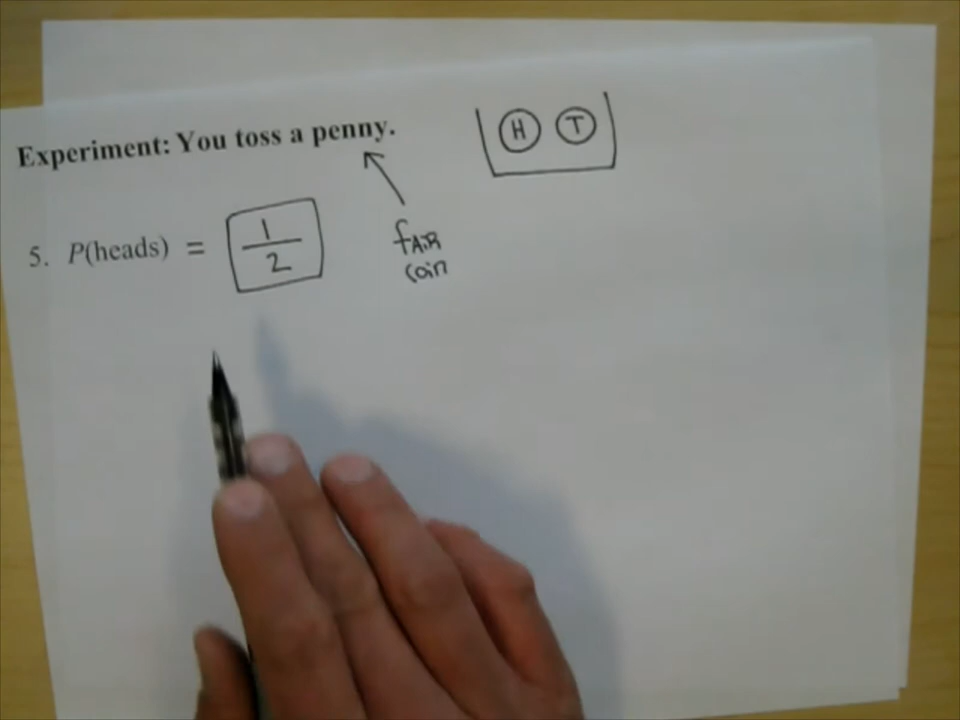 Experiment: You toss a penny.
H T
5. P(heads) = 1/2
fAIR
coin